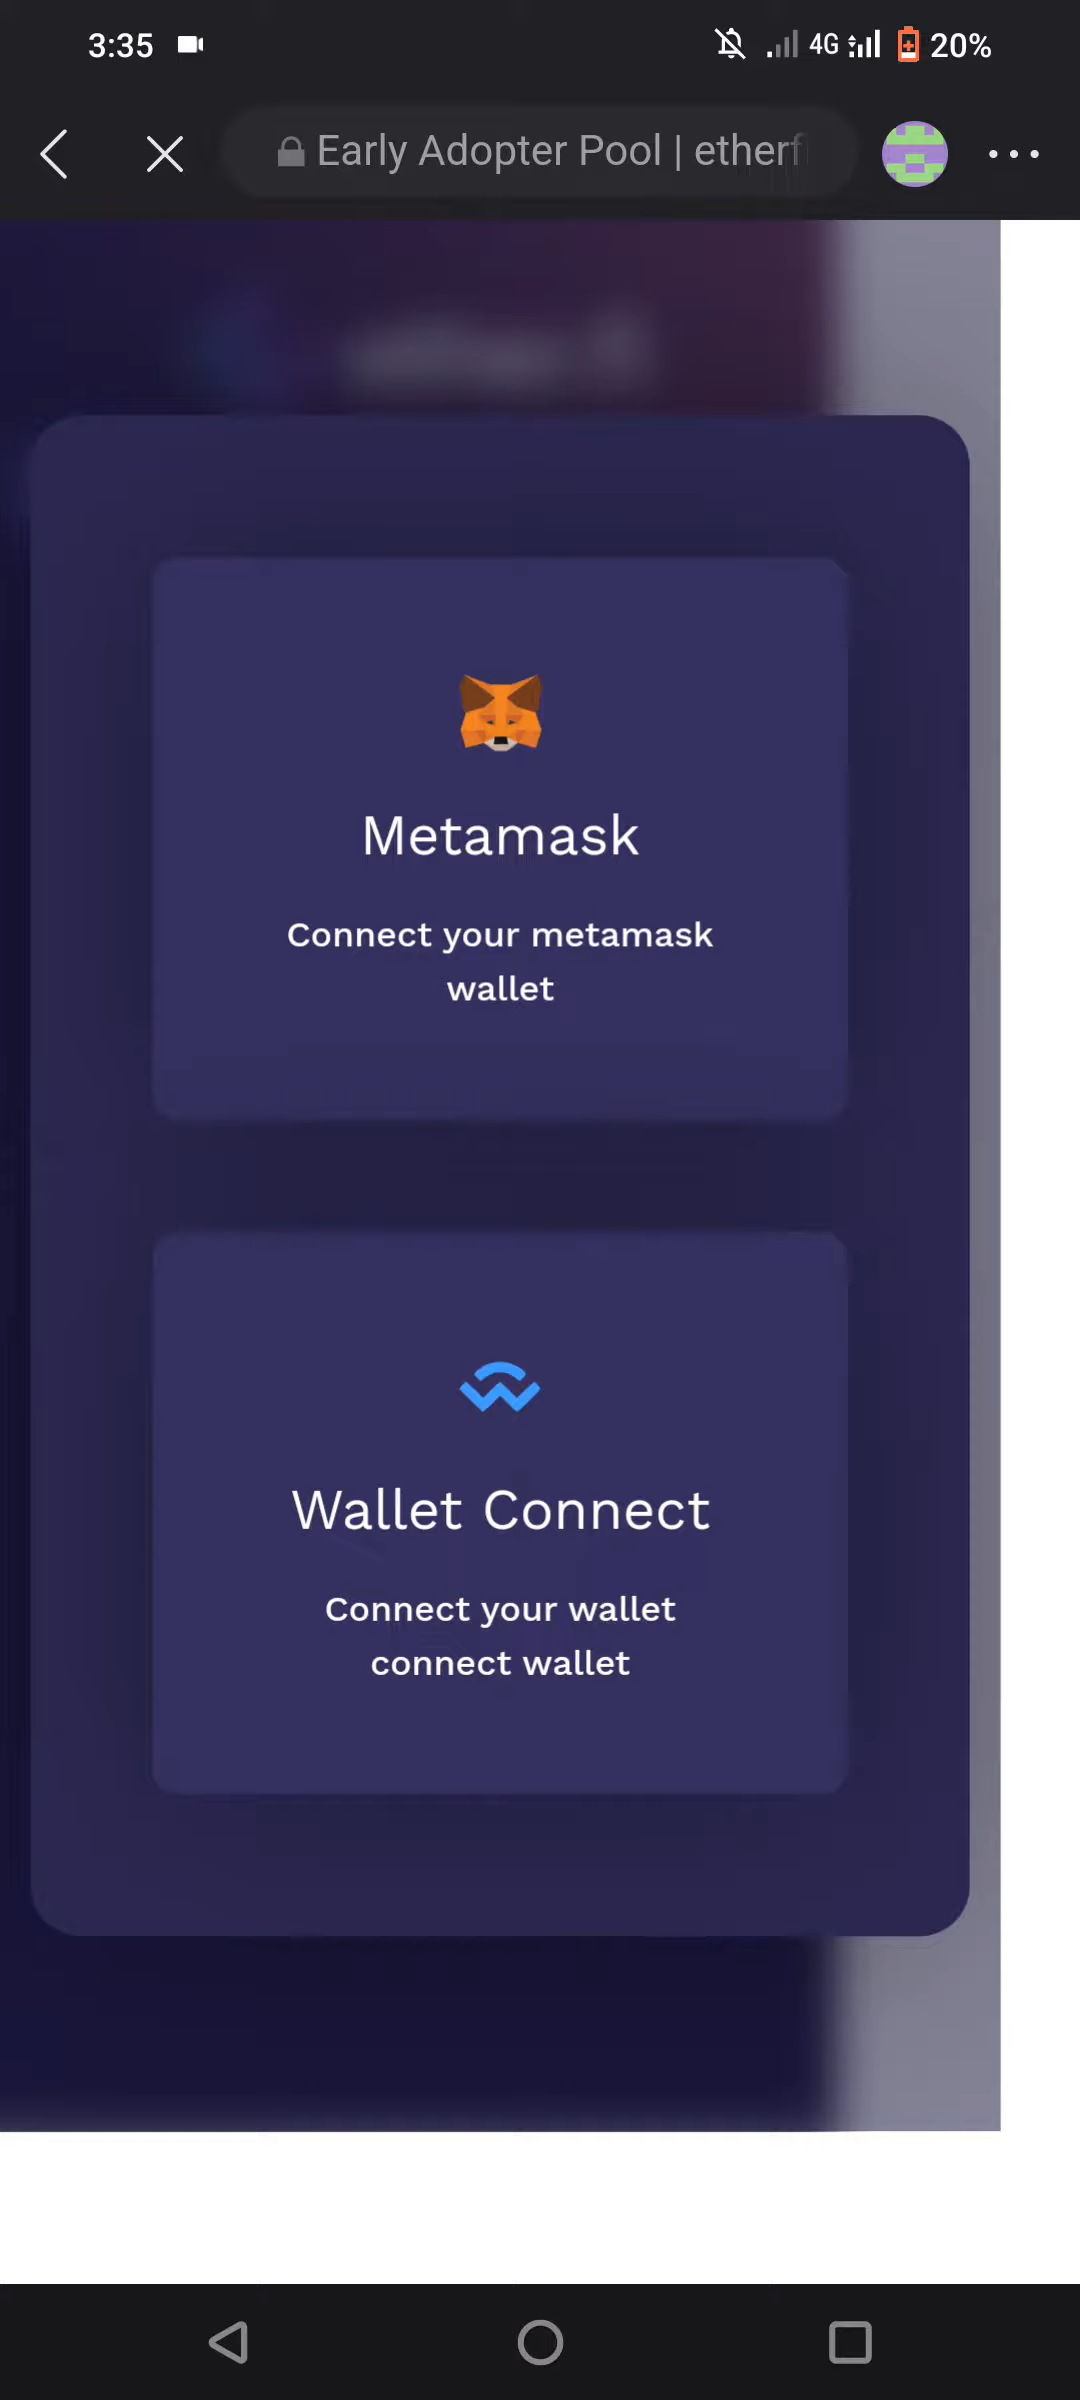 3:35
4G
20%
Early Adopter Pool | etherf
Metamask
Connect your metamask
wallet
Wallet Connect
Connect your wallet
connect wallet